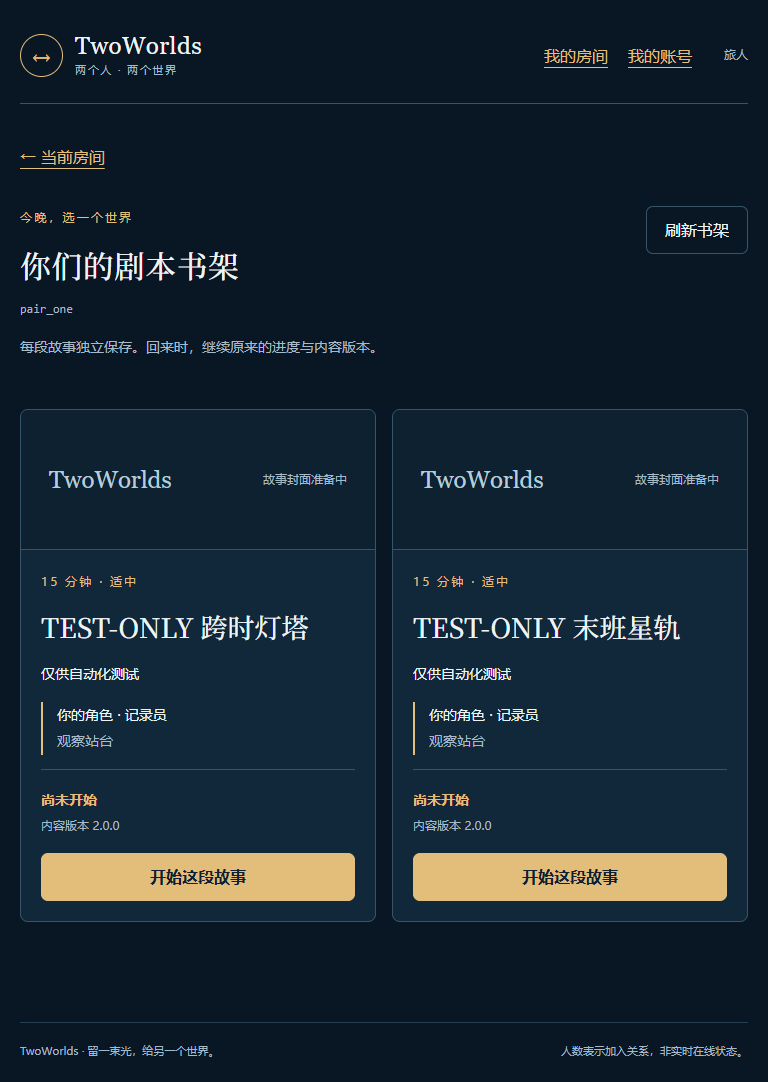 TwoWorlds
两个人 · 两个世界
我的房间 我的账号 旅人
← 当前房间
今晚，选一个世界
刷新书架
你们的剧本书架
pair_one
每段故事独立保存。回来时，继续原来的进度与内容版本。
TwoWorlds 故事封面准备中
15 分钟 · 适中
TEST-ONLY 跨时灯塔
仅供自动化测试
你的角色 · 记录员
观察站台
尚未开始
内容版本 2.0.0
开始这段故事
TwoWorlds 故事封面准备中
15 分钟 · 适中
TEST-ONLY 末班星轨
仅供自动化测试
你的角色 · 记录员
观察站台
尚未开始
内容版本 2.0.0
开始这段故事
TwoWorlds · 留一束光，给另一个世界。
人数表示加入关系，非实时在线状态。